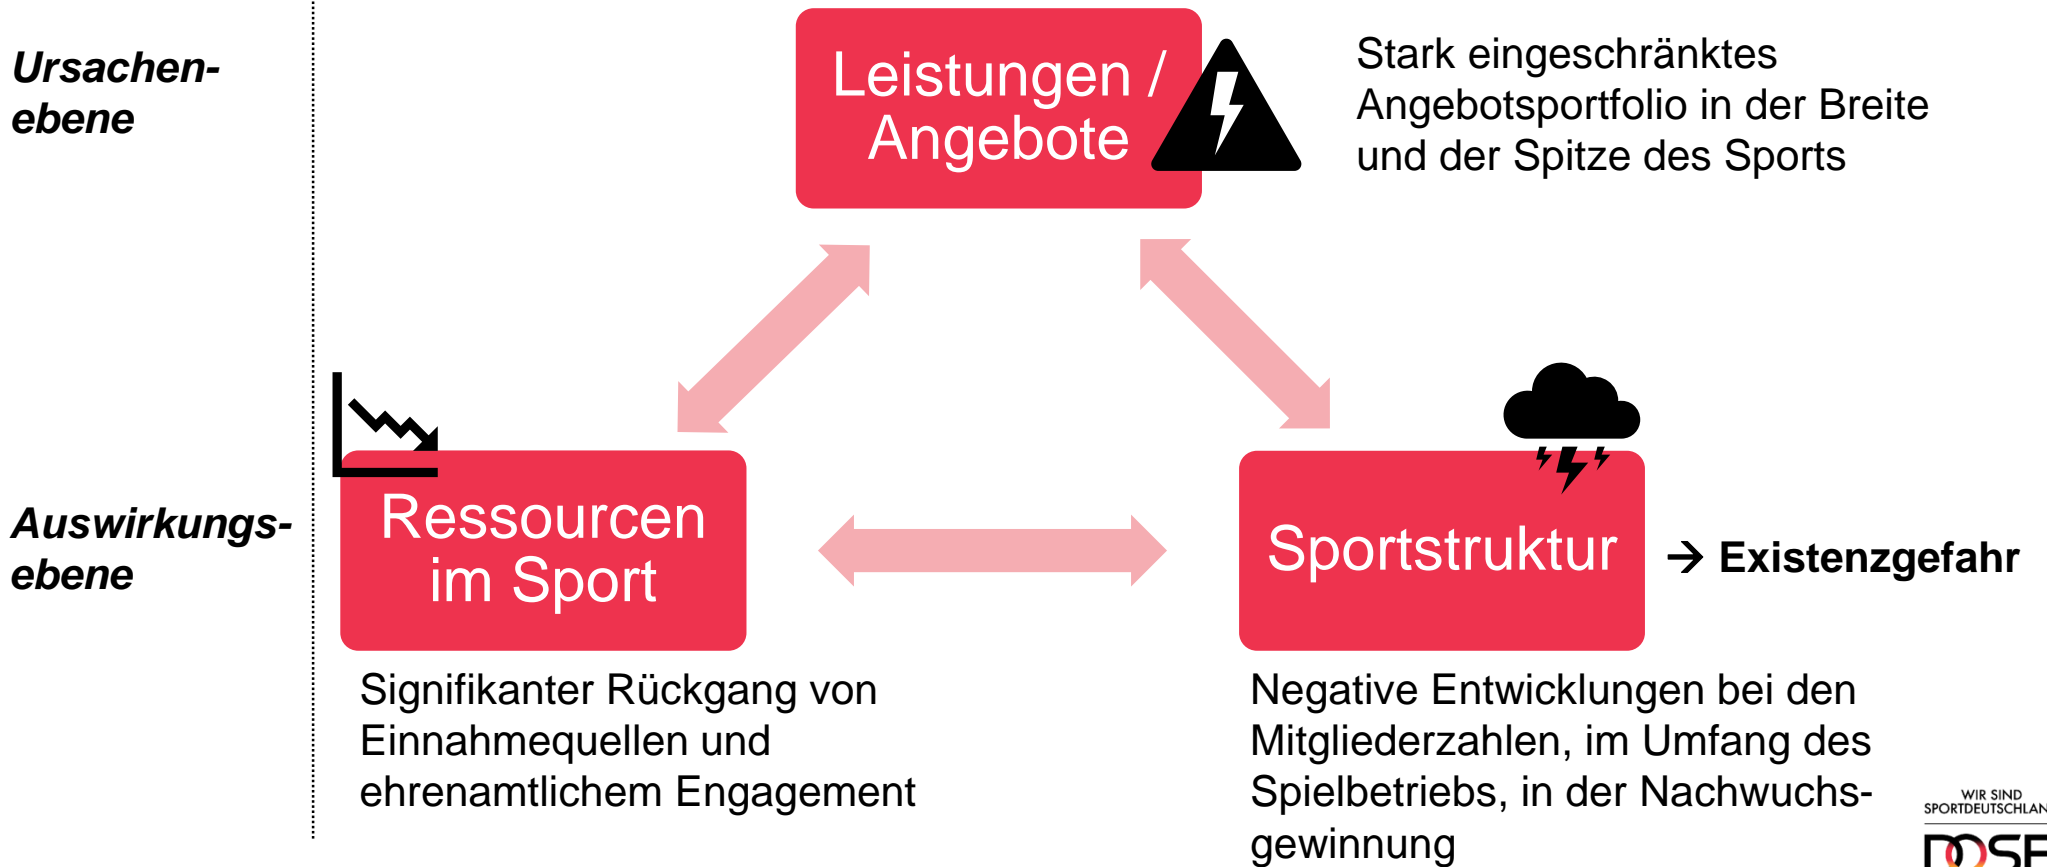 Ursachen-
ebene
Leistungen /
Angebote
Stark eingeschränktes
Angebotsportfolio in der Breite
und der Spitze des Sports
Auswirkungs-
ebene
Ressourcen
im Sport
Sportstruktur
→ Existenzgefahr
Signifikanter Rückgang von
Einnahmequellen und
ehrenamtlichem Engagement
Negative Entwicklungen bei den
Mitgliederzahlen, im Umfang des
Spielbetriebs, in der Nachwuchs-
gewinnung
WIR SIND
SPORTDEUTSCHLAN
DOSB